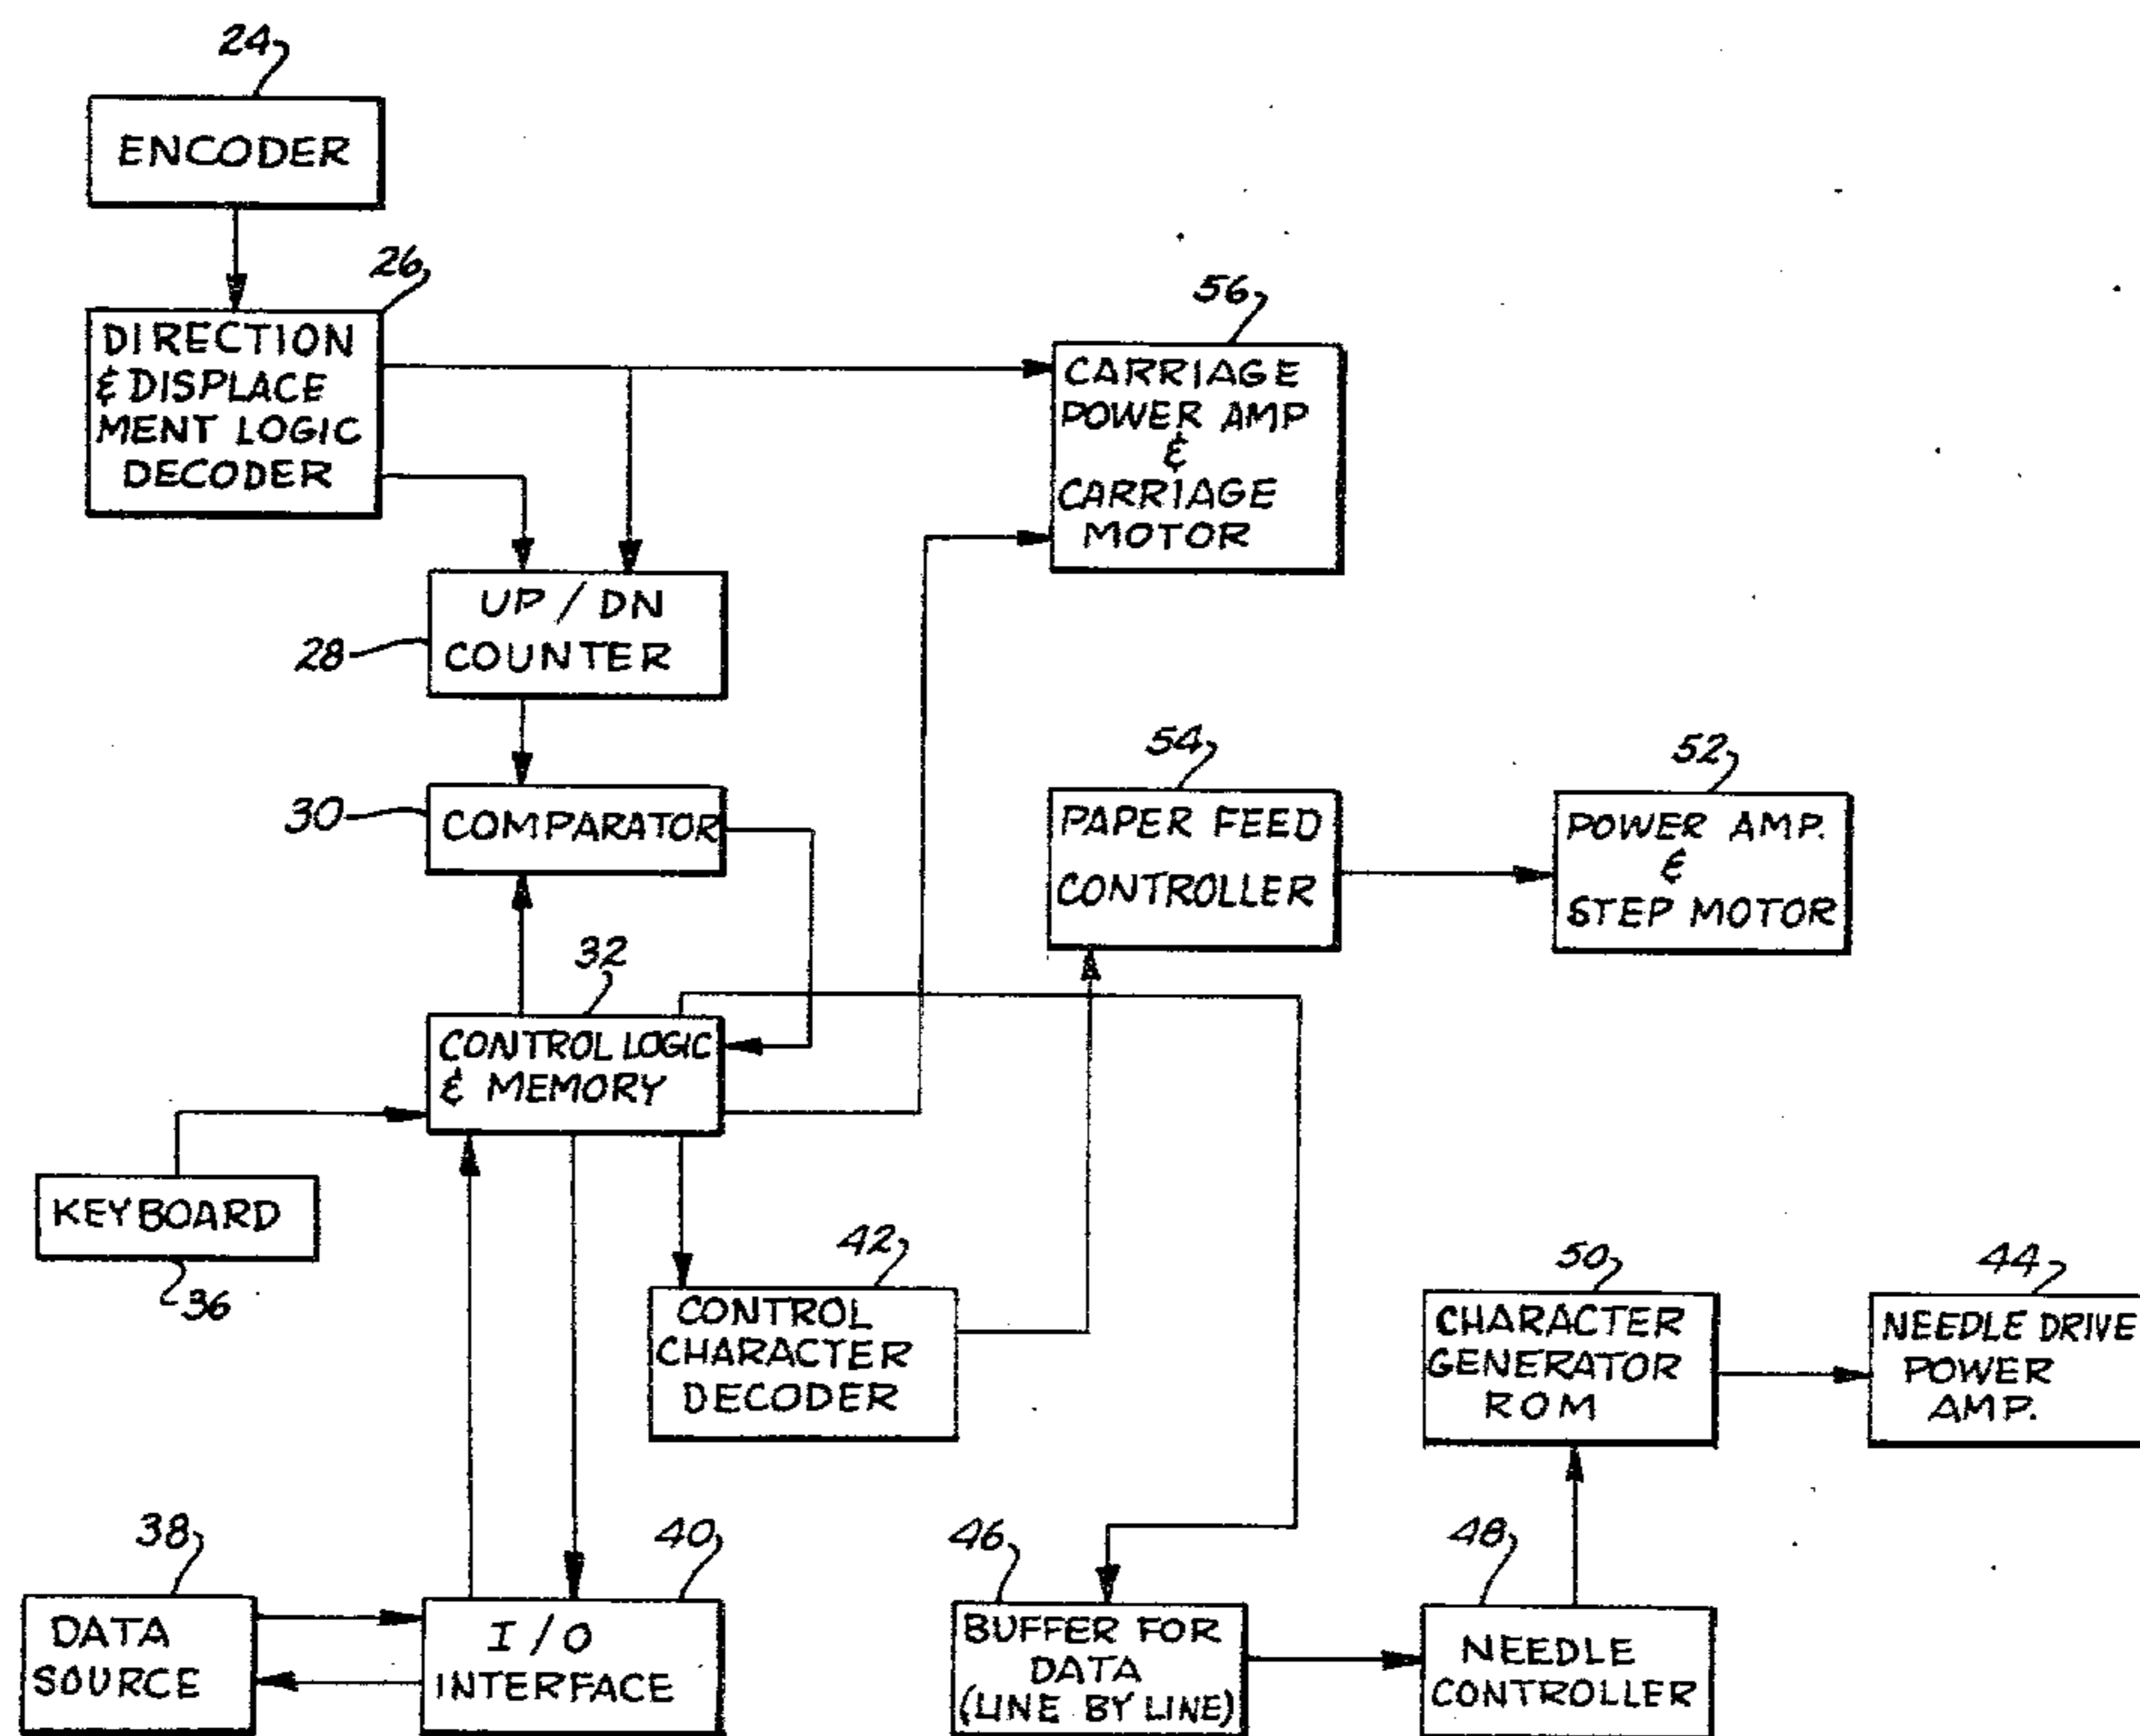 24
ENCODER
26
DIRECTION
& DISPLACE
MENT LOGIC
DECODER
56
CARRIAGE
POWER AMP
&
CARRIAGE
MOTOR
UP / DN
COUNTER
28
54
PAPER FEED
CONTROLLER
52
POWER AMP.
&
STEP MOTOR
30
COMPARATOR
32
CONTROL LOGIC
& MEMORY
KEYBOARD
36
42
CONTROL
CHARACTER
DECODER
50
CHARACTER
GENERATOR
ROM
44
NEEDLE DRIVE
POWER
AMP.
38
DATA
SOURCE
40
I / O
INTERFACE
46
BUFFER FOR
DATA
(LINE BY LINE)
48
NEEDLE
CONTROLLER